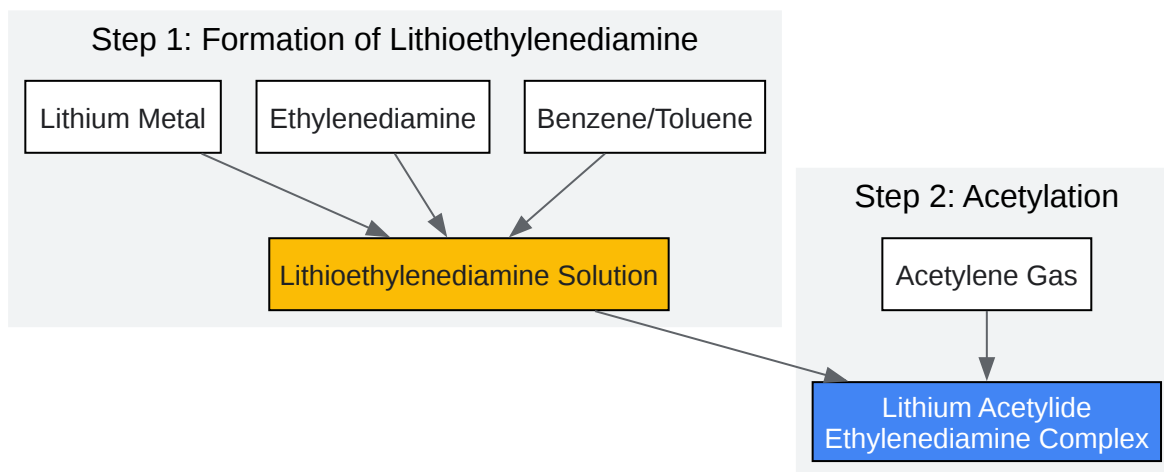 Step 1: Formation of Lithioethylenediamine
Lithium Metal
Ethylenediamine
Benzene/Toluene
Lithioethylenediamine Solution
Step 2: Acetylation
Acetylene Gas
Lithium Acetylide
Ethylenediamine Complex